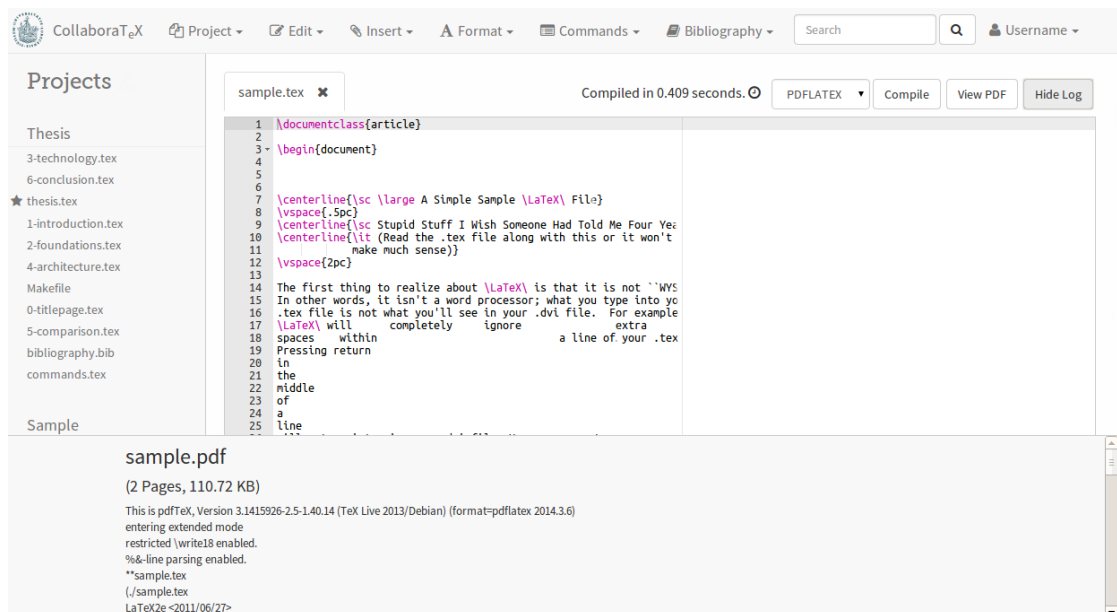 CollaboraTeX Project Edit Insert Format Commands Bibliography Search Username
Projects
Thesis
3-technology.tex
6-conclusion.tex
thesis.tex
1-introduction.tex
2-foundations.tex
4-architecture.tex
Makefile
0-titlepage.tex
5-comparison.tex
bibliography.bib
commands.tex
Sample
sample.tex ✖ Compiled in 0.409 seconds. PDFLATEX Compile View PDF Hide Log
1 \documentclass{article}
2
3 \begin{document}
4
5
6
7 \centerline{\sc \large A Simple Sample \LaTeX\ File}
8 \vspace{.5pc}
9 \centerline{\sc Stupid Stuff I Wish Someone Had Told Me Four Yea
10 \centerline{\it (Read the .tex file along with this or it won't
11 make much sense)}
12 \vspace{2pc}
13
14 The first thing to realize about \LaTeX\ is that it is not ``WYS
15 In other words, it isn't a word processor; what you type into yo
16 .tex file is not what you'll see in your .dvi file. For example
17 \LaTeX\ will completely ignore extra
18 spaces within a line of your .tex
19 Pressing return
20 in
21 the
22 middle
23 of
24 a
25 line
sample.pdf
(2 Pages, 110.72 KB)
This is pdfTeX, Version 3.1415926-2.5-1.40.14 (TeX Live 2013/Debian) (format=pdflatex 2014.3.6)
entering extended mode
restricted \write18 enabled.
%&-line parsing enabled.
**sample.tex
(./sample.tex
LaTeX2e <2011/06/27>